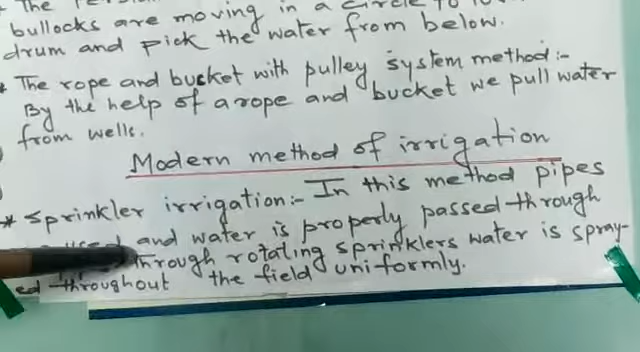 The
bullocks are moving in a circle to
drum and pick the water from below.
* The rope and bucket with pulley system method:-
By the help of a rope and bucket we pull water
from wells.
Modern method of irrigation
* Sprinkler irrigation:- In this method pipes
used and water is properly passed through
through rotating sprinklers water is spray-
ed throughout the field uniformly.